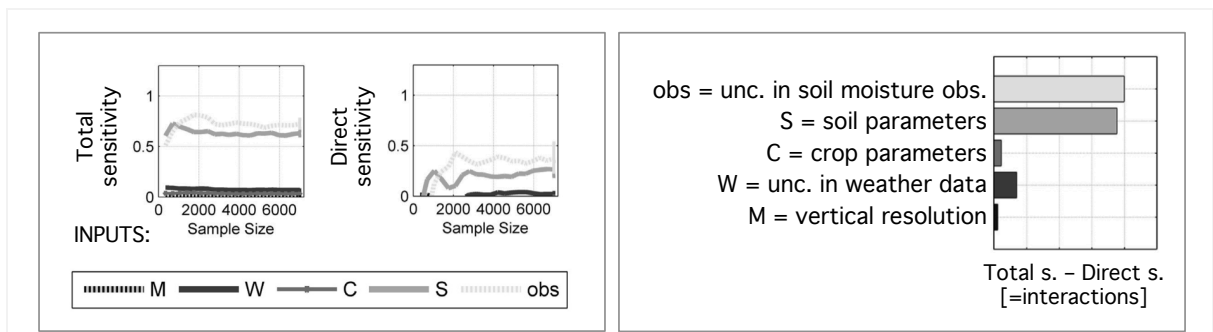 Total
sensitivity
1
0.5
0
0 2000 4000 6000
Sample Size
Direct
sensitivity
1
0.5
0
0 2000 4000 6000
Sample Size
INPUTS:
M W C S obs
obs = unc. in soil moisture obs.
S = soil parameters
C = crop parameters
W = unc. in weather data
M = vertical resolution
Total s. – Direct s.
[=interactions]